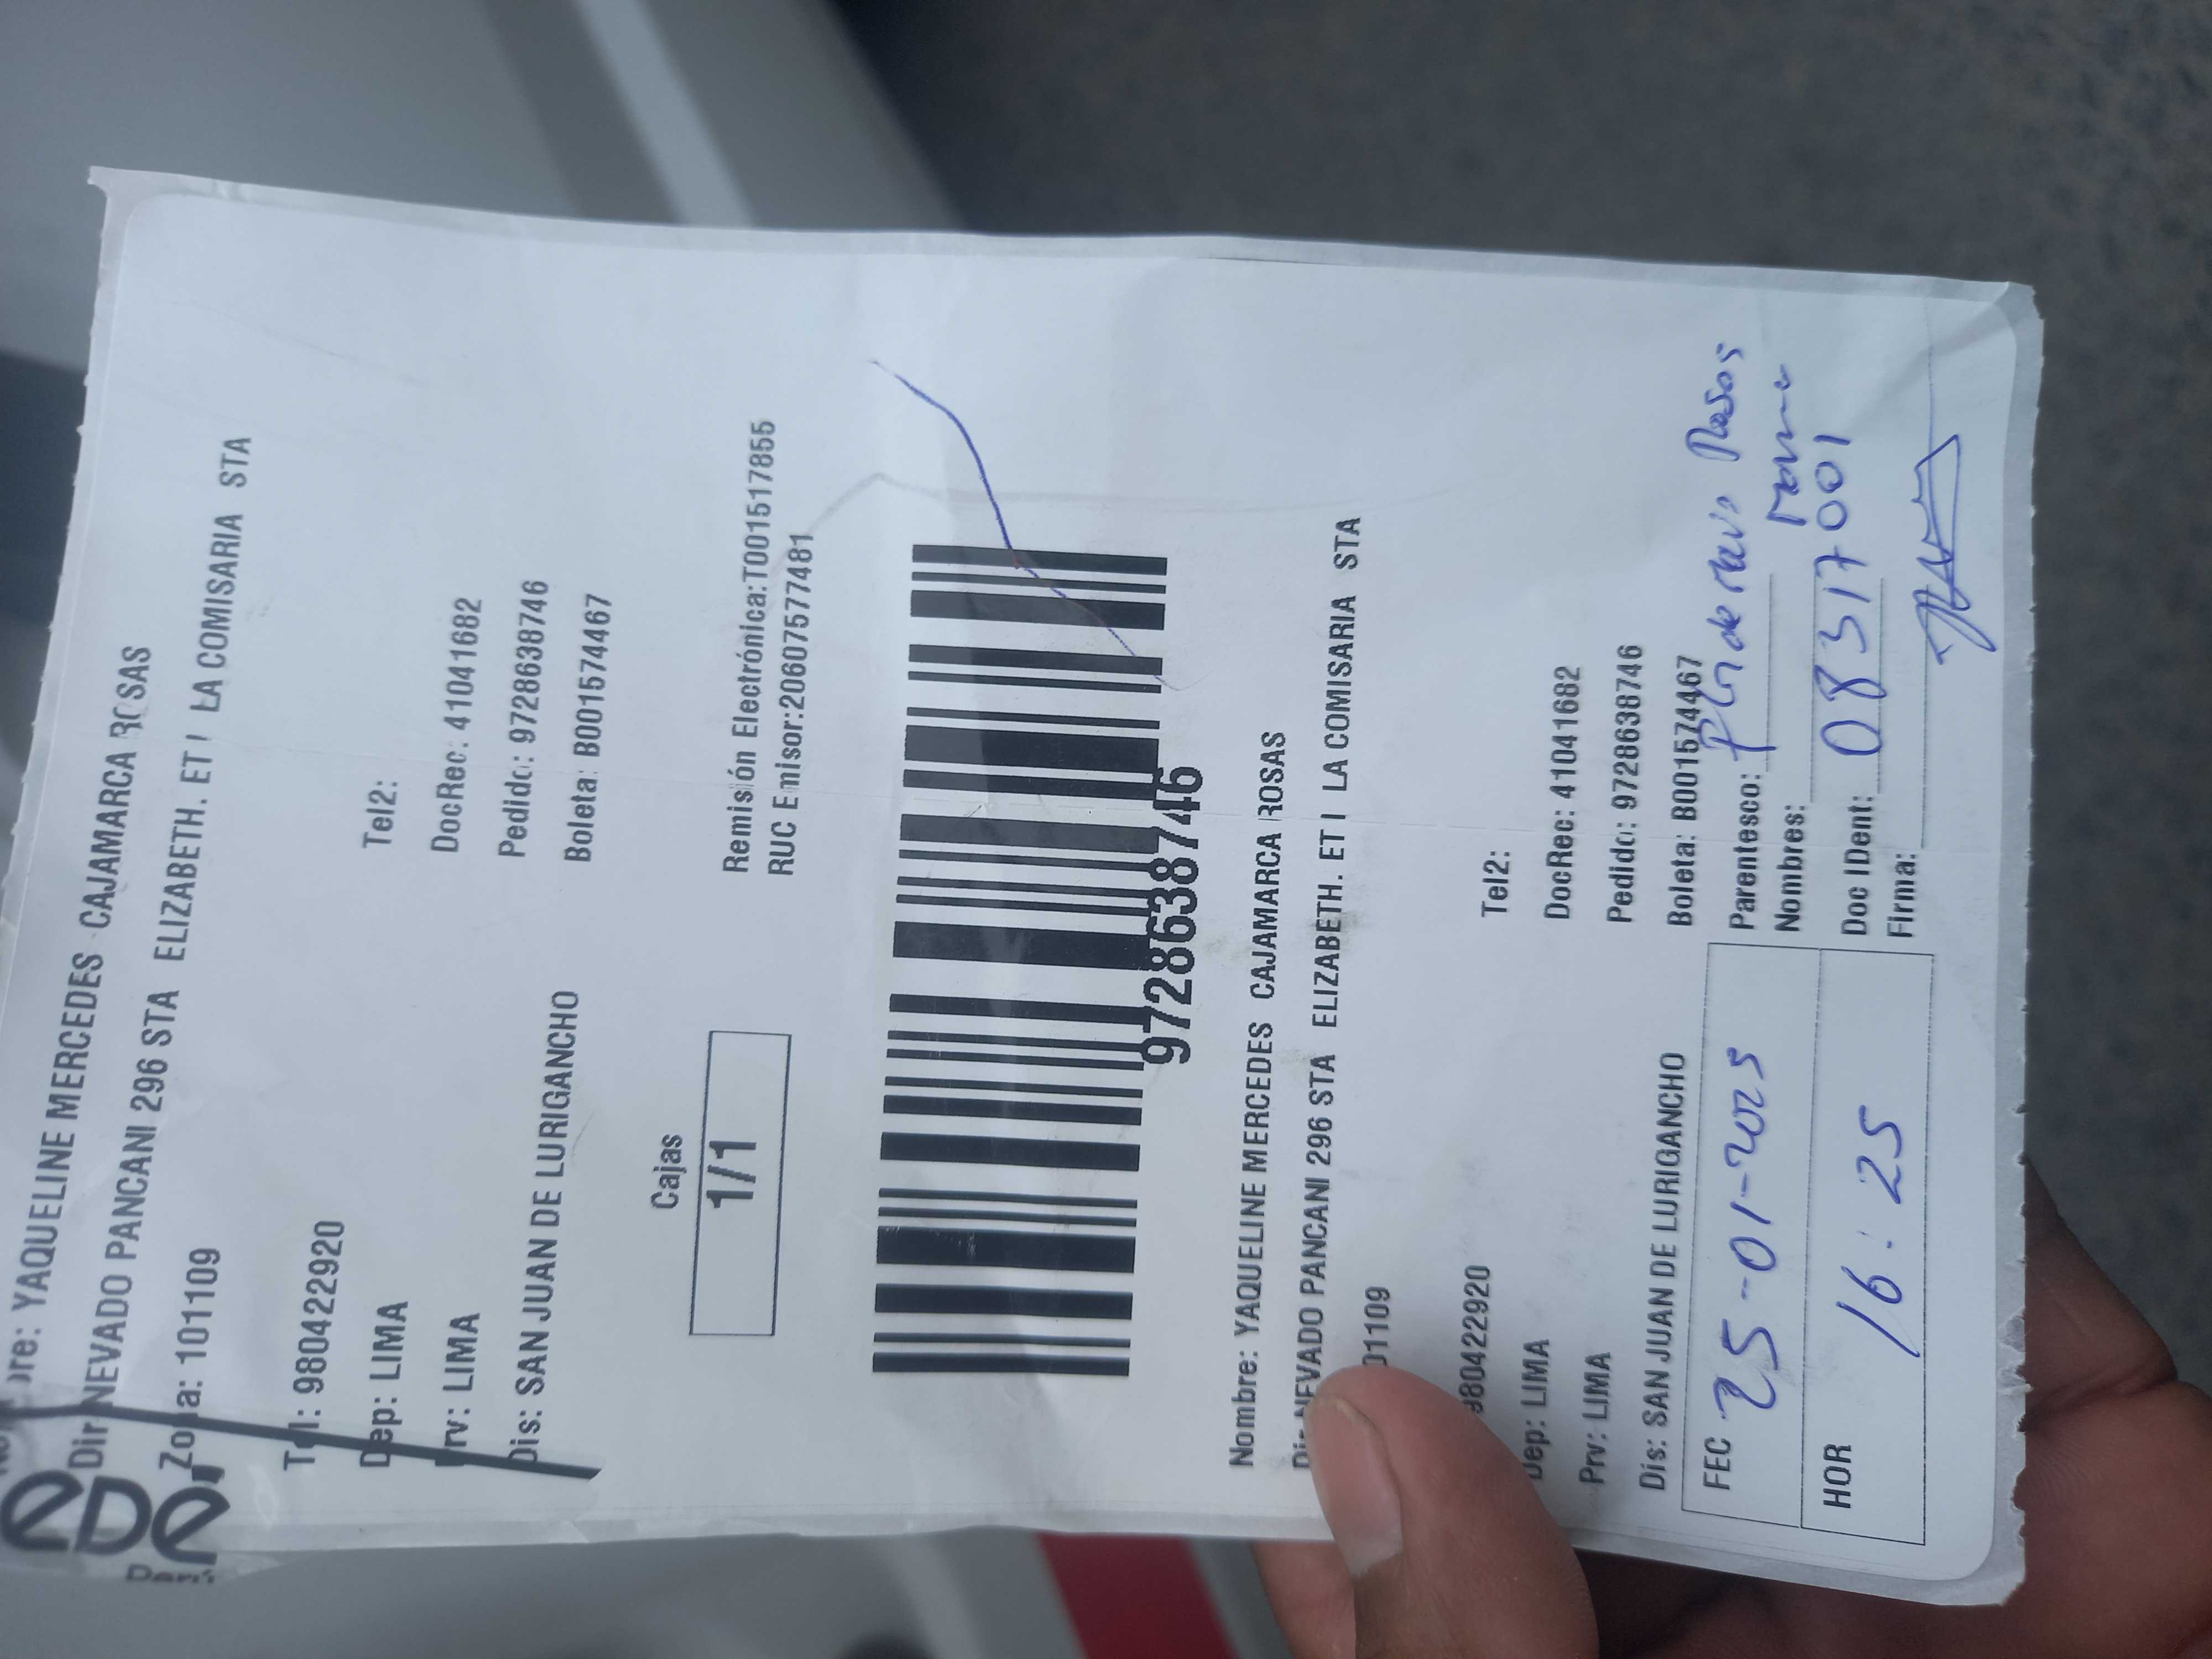 eDe
bre: YAQUELINE MERCEDES CAJAMARCA ROSAS
Dir NEVADO PANCANI 296 STA ELIZABETH. ET I LA COMISARIA STA
Zona: 101109
Tel: 980422920 Tel2:
Dep: LIMA DocRec: 41041682
Prv: LIMA Pedido: 9728638746
Dis: SAN JUAN DE LURIGANCHO Boleta: B001574467
Cajas
1/1
Remisión Electrónica:T001517855
RUC Emisor:20607577481
9728638746
Nombre: YAQUELINE MERCEDES CAJAMARCA ROSAS
Dir NEVADO PANCANI 296 STA ELIZABETH. ET I LA COMISARIA STA
01109
980422920 Tel2:
Dep: LIMA DocRec: 41041682
Prv: LIMA Pedido: 9728638746
Dis: SAN JUAN DE LURIGANCHO Boleta: B001574467
FEC 25-01-2025 Parentesco:
Nombres:
HOR 16:25 Doc IDent: 08317001
Firma: